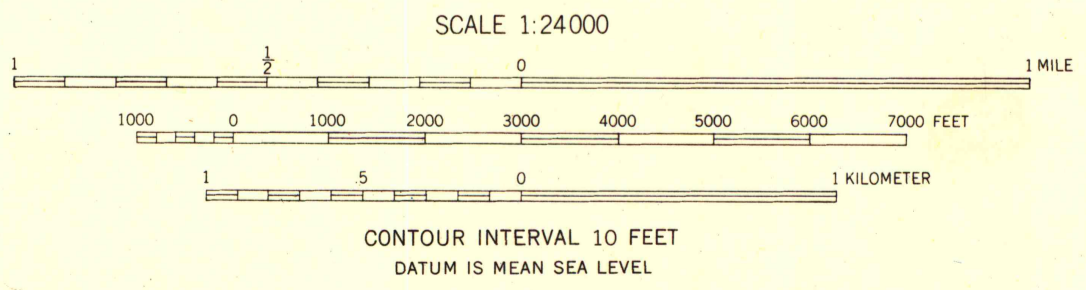 SCALE 1:24000
1 1/2 0 1 MILE
1000 0 1000 2000 3000 4000 5000 6000 7000 FEET
1 .5 0 1 KILOMETER
CONTOUR INTERVAL 10 FEET
DATUM IS MEAN SEA LEVEL